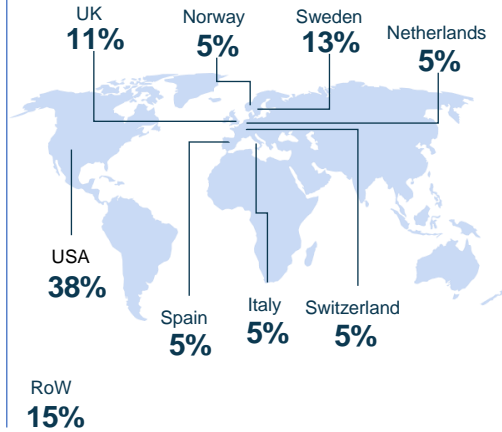 UK
11%
Norway
5%
Sweden
13%
Netherlands
5%
USA
38%
Spain
5%
Italy
5%
Switzerland
5%
RoW
15%